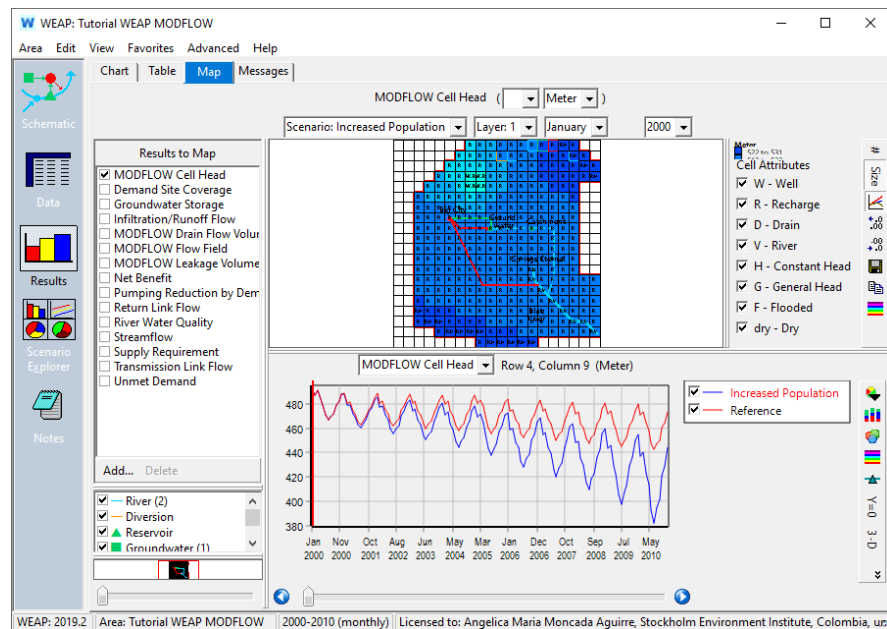 WEAP: Tutorial WEAP MODFLOW
Area Edit View Favorites Advanced Help
Chart Table Map Messages
MODFLOW Cell Head ( Meter )
Scenario: Increased Population Layer: 1 January 2000
Schematic
Data
Results
Scenario
Explorer
Notes
Results to Map
MODFLOW Cell Head
Demand Site Coverage
Groundwater Storage
Infiltration/Runoff Flow
MODFLOW Drain Flow Volur
MODFLOW Flow Field
MODFLOW Leakage Volume
Net Benefit
Pumping Reduction by Dem
Return Link Flow
River Water Quality
Streamflow
Supply Requirement
Transmission Link Flow
Unmet Demand
Add... Delete
River (2)
Diversion
Reservoir
Groundwater (1)
Meter
522 to 531
Cell Attributes
W - Well
R - Recharge
D - Drain
V - River
H - Constant Head
G - General Head
F - Flooded
dry - Dry
#
Size
MODFLOW Cell Head Row 4, Column 9 (Meter)
480
460
440
420
400
380
Jan Nov Oct Aug Jun May Mar Jan Dec Oct Sep Jul May
2000 2000 2001 2002 2003 2004 2005 2006 2006 2007 2008 2009 2010
Increased Population
Reference
Y=0
3-D
WEAP: 2019.2 Area: Tutorial WEAP MODFLOW 2000-2010 (monthly) Licensed to: Angelica Maria Moncada Aguirre, Stockholm Environment Institute, Colombia,